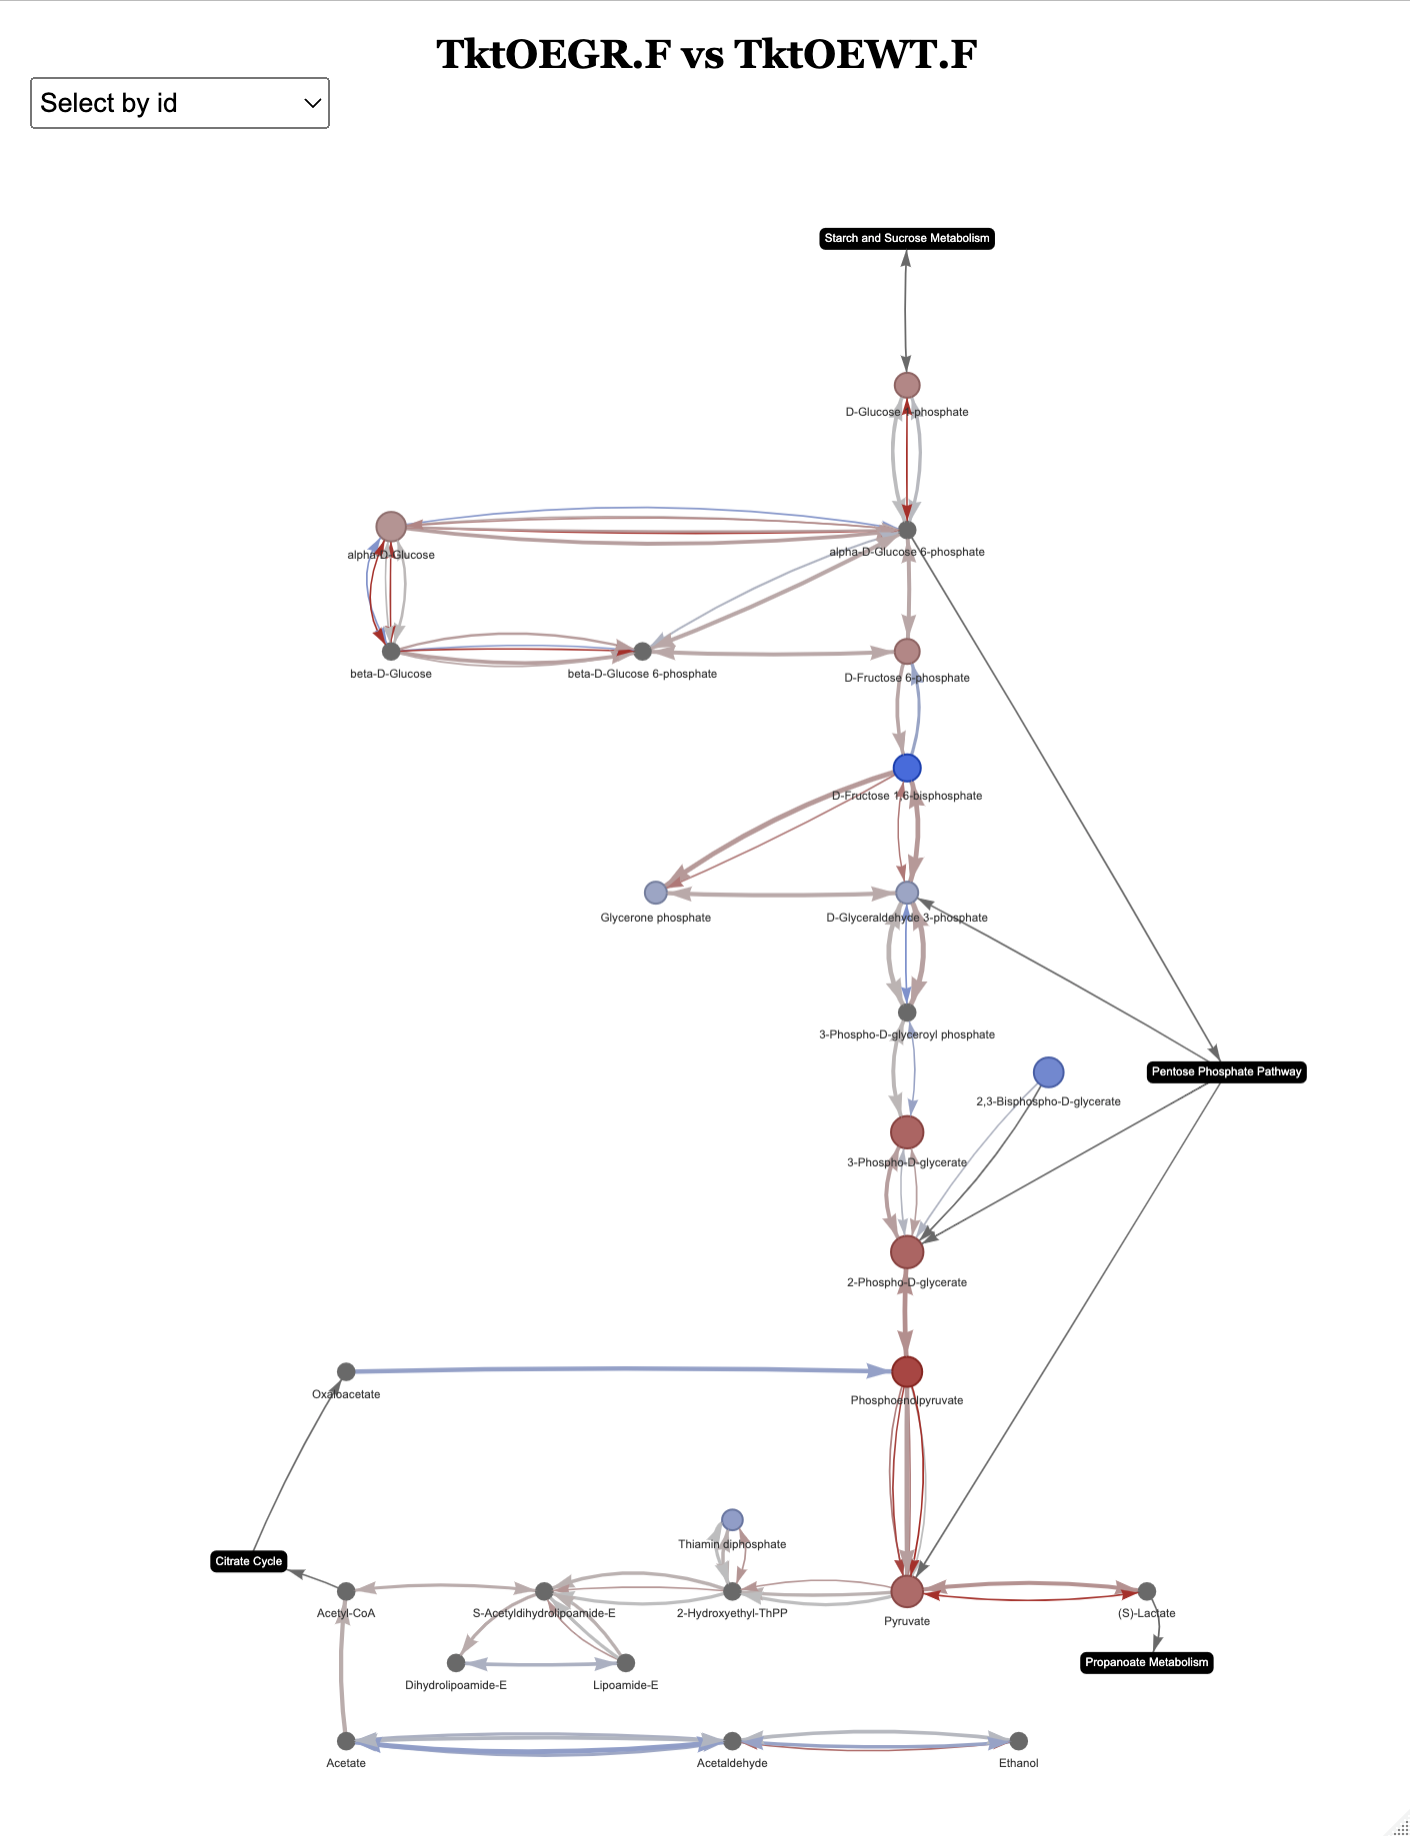 TktOEGR.F vs TktOEWT.F
Select by id
Starch and Sucrose Metabolism
D-Glucose 1-phosphate
alpha-D-Glucose
alpha-D-Glucose 6-phosphate
beta-D-Glucose
beta-D-Glucose 6-phosphate
D-Fructose 6-phosphate
D-Fructose 1,6-bisphosphate
Glycerone phosphate
D-Glyceraldehyde 3-phosphate
3-Phospho-D-glyceroyl phosphate
Pentose Phosphate Pathway
2,3-Bisphospho-D-glycerate
3-Phospho-D-glycerate
2-Phospho-D-glycerate
Oxaloacetate
Phosphoenolpyruvate
Thiamin diphosphate
Citrate Cycle
Acetyl-CoA
S-Acetyldihydrolipoamide-E
2-Hydroxyethyl-ThPP
Pyruvate
(S)-Lactate
Propanoate Metabolism
Dihydrolipoamide-E
Lipoamide-E
Acetate
Acetaldehyde
Ethanol